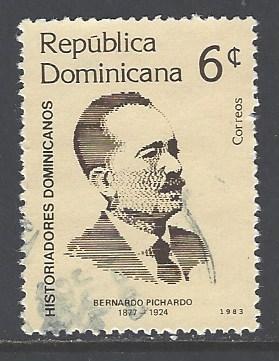 República
Dominicana
6¢
HISTORIADORES DOMINICANOS
Correos
BERNARDO PICHARDO
1877 - 1924
1983